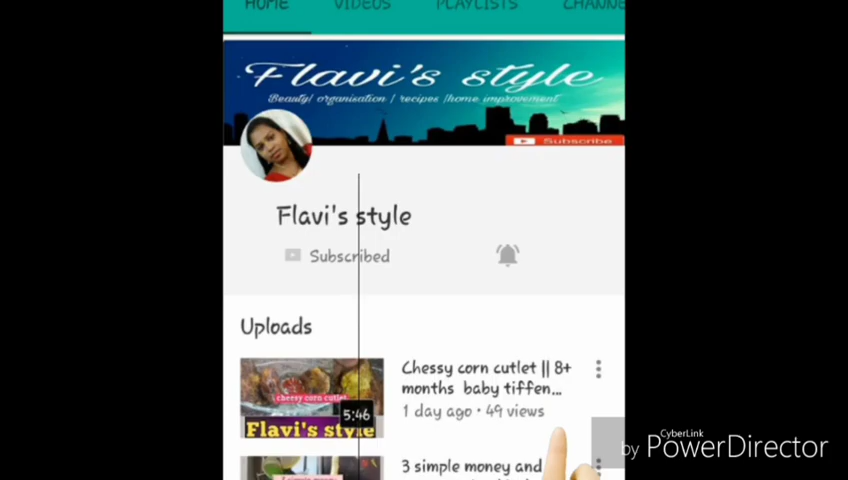 HOME VIDEOS PLAYLISTS CHANNE
Flavi's style
Beauty/ organisation / recipes /home improvement
Subscribe
Flavi's style
Subscribed
Uploads
Chessy corn cutlet || 8+
months baby tiffen...
1 day ago • 49 views
cheesy corn cutlet
5:46
Flavi's style
3 simple money and
CyberLink
by PowerDirector